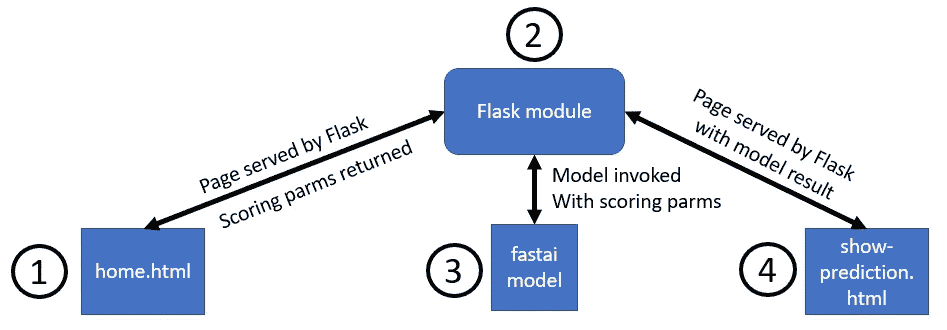 2
Flask module
Page served by Flask
Scoring parms returned
Model invoked
With scoring parms
Page served by Flask
with model result
1
home.html
3
fastai
model
4
show-
prediction.
html